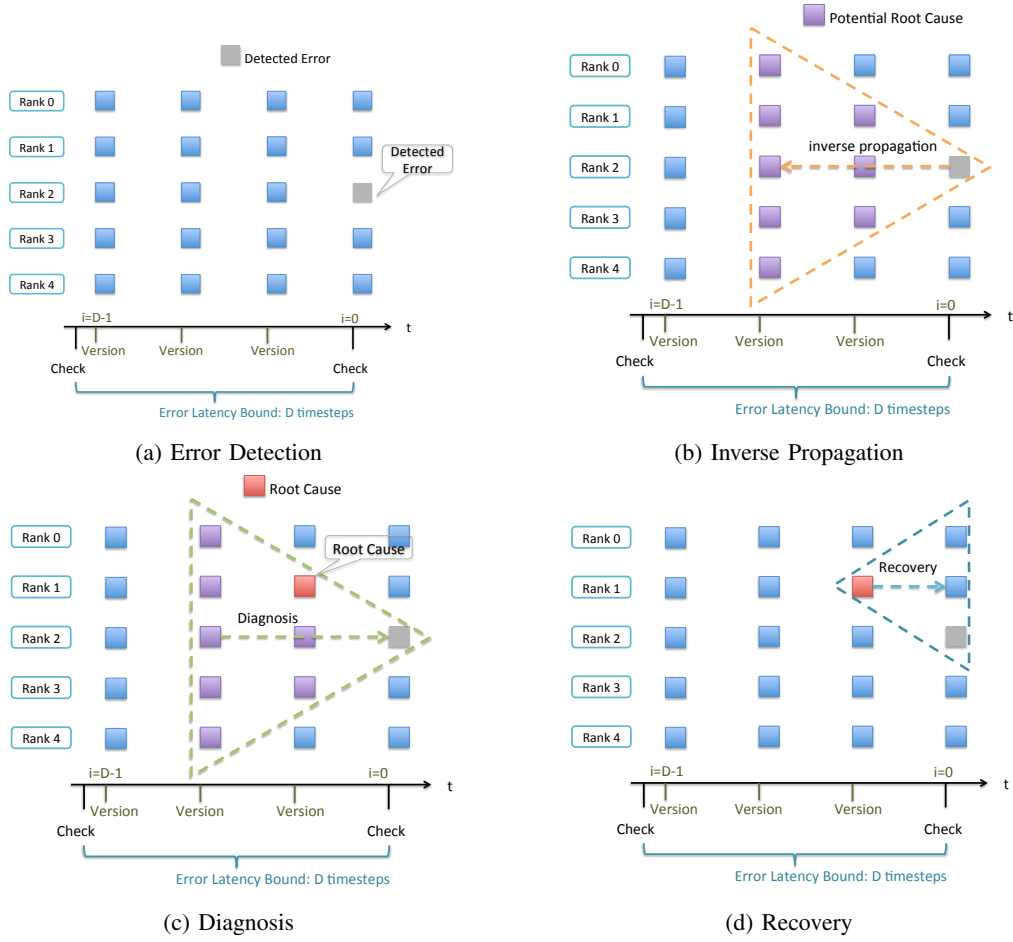 Detected Error
Rank 0
Rank 1
Detected
Error
Rank 2
Rank 3
Rank 4
i=D-1
i=0
t
Version
Version
Version
Check
Check
Error Latency Bound: D timesteps
(a) Error Detection
Potential Root Cause
Rank 0
Rank 1
inverse propagation
Rank 2
Rank 3
Rank 4
i=D-1
i=0
t
Version
Version
Version
Check
Check
Error Latency Bound: D timesteps
(b) Inverse Propagation
Root Cause
Rank 0
Root Cause
Rank 1
Diagnosis
Rank 2
Rank 3
Rank 4
i=D-1
i=0
t
Version
Version
Version
Check
Check
Error Latency Bound: D timesteps
(c) Diagnosis
Rank 0
Recovery
Rank 1
Rank 2
Rank 3
Rank 4
i=D-1
i=0
t
Version
Version
Version
Check
Check
Error Latency Bound: D timesteps
(d) Recovery